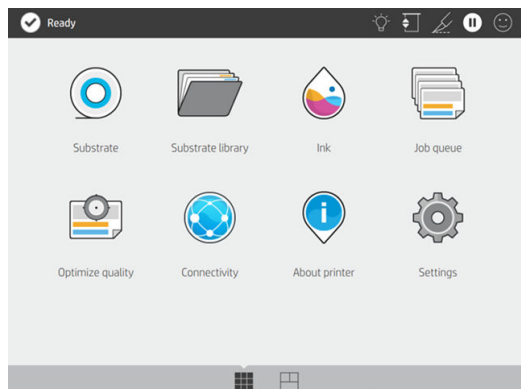 Ready
Substrate
Substrate library
Ink
Job queue
Optimize quality
Connectivity
About printer
Settings